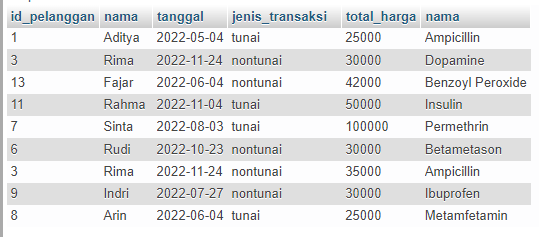 id_pelanggan nama tanggal jenis_transaksi total_harga nama
1 Aditya 2022-05-04 tunai 25000 Ampicillin
3 Rima 2022-11-24 nontunai 30000 Dopamine
13 Fajar 2022-06-04 nontunai 42000 Benzoyl Peroxide
11 Rahma 2022-11-04 tunai 50000 Insulin
7 Sinta 2022-08-03 tunai 100000 Permethrin
6 Rudi 2022-10-23 nontunai 30000 Betametason
3 Rima 2022-11-24 nontunai 35000 Ampicillin
9 Indri 2022-07-27 nontunai 30000 Ibuprofen
8 Arin 2022-06-04 tunai 25000 Metamfetamin